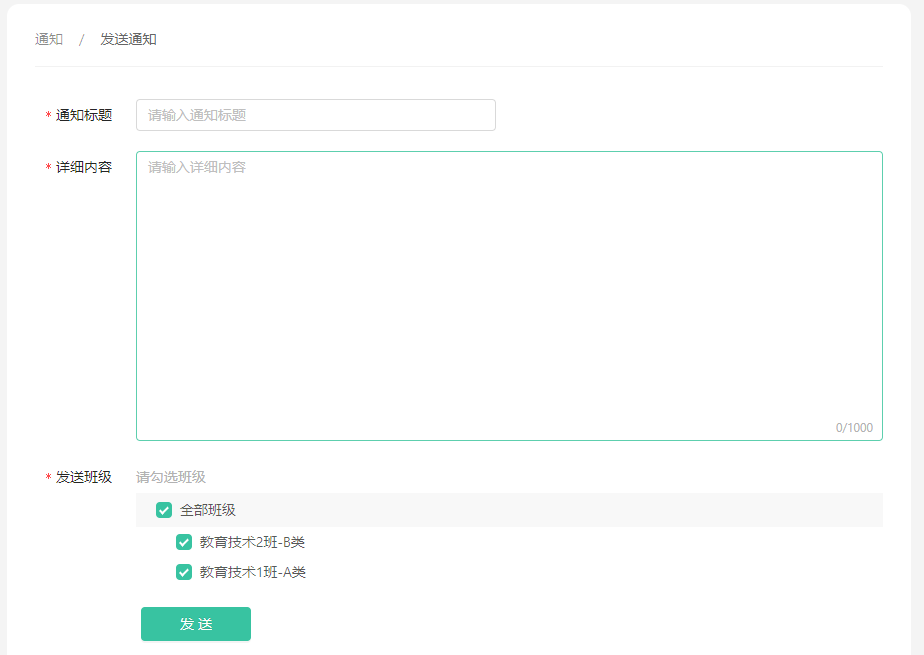 通知 / 发送通知
* 通知标题 请输入通知标题
* 详细内容 请输入详细内容
0/1000
* 发送班级 请勾选班级
全部班级
教育技术2班-B类
教育技术1班-A类
发 送